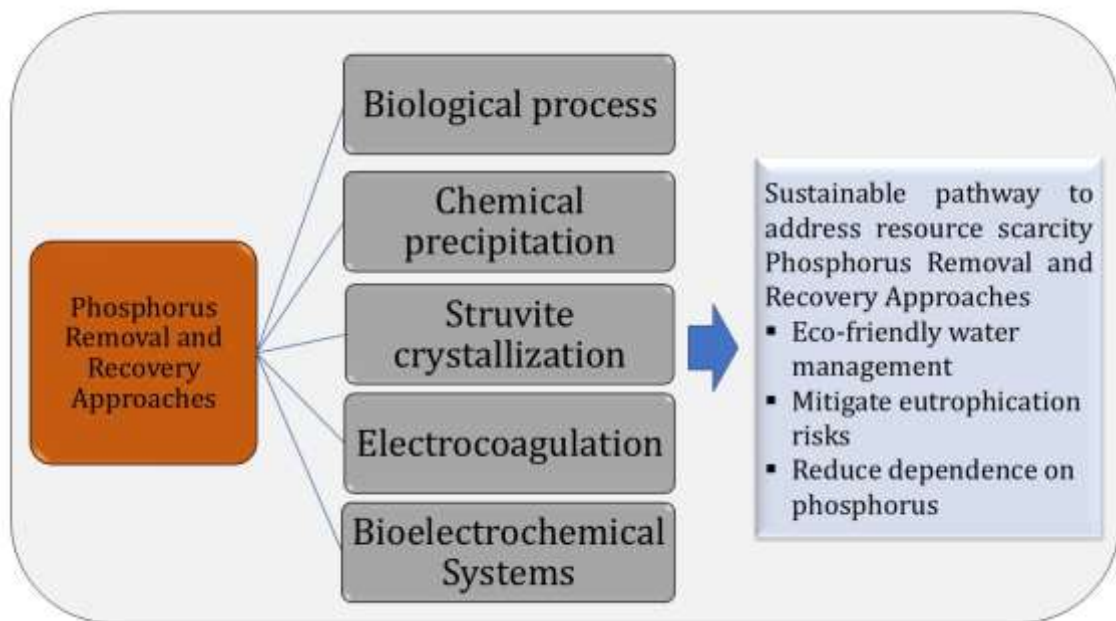 Phosphorus
Removal and
Recovery
Approaches
Biological process
Chemical
precipitation
Struvite
crystallization
Electrocoagulation
Bioelectrochemical
Systems
Sustainable pathway to
address resource scarcity
Phosphorus Removal and
Recovery Approaches
▪ Eco-friendly water
management
▪ Mitigate eutrophication
risks
▪ Reduce dependence on
phosphorus